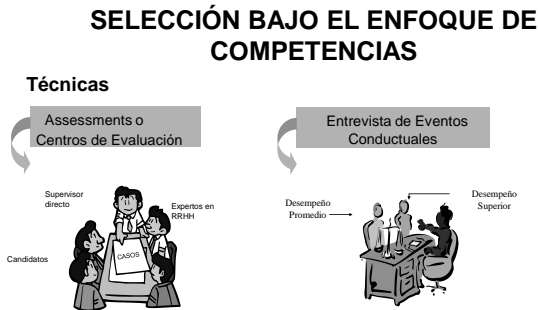 SELECCIÓN BAJO EL ENFOQUE DE
COMPETENCIAS
Técnicas
Assessments o
Centros de Evaluación
Entrevista de Eventos
Conductuales
Supervisor
directo
Expertos en
RRHH
Candidatos
CASOS
Desempeño
Promedio
Desempeño
Superior